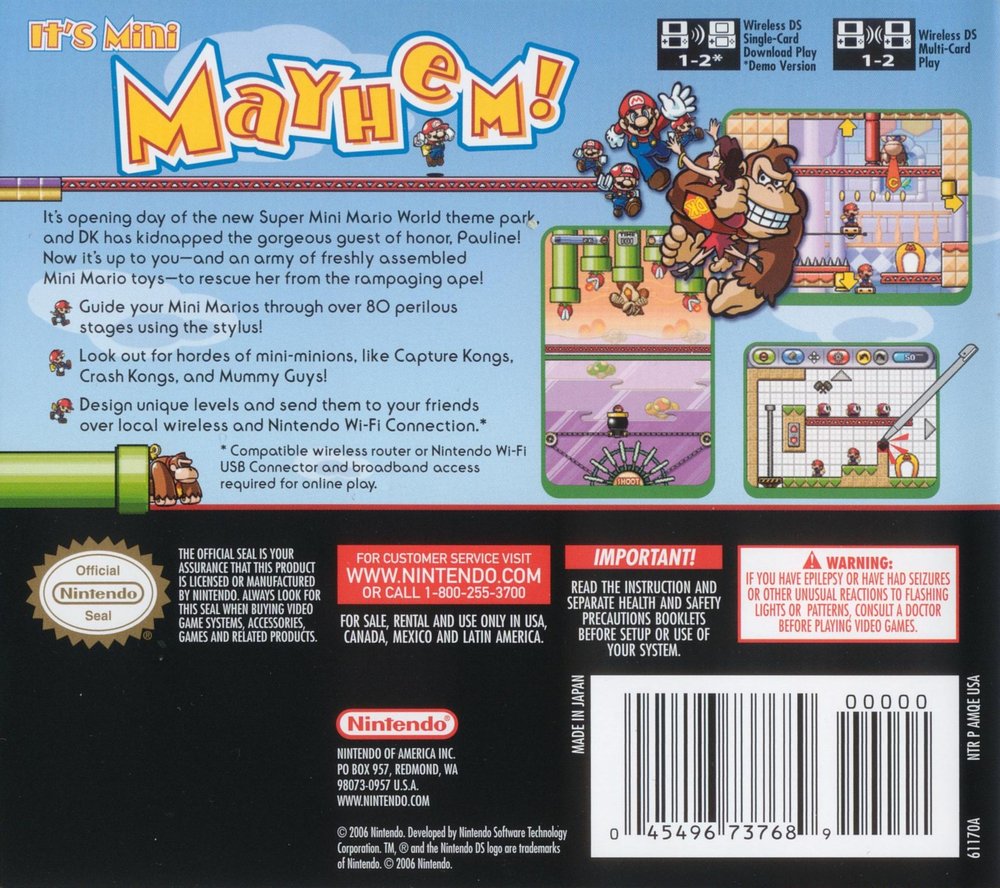 IT'S MINI
MAYHEM!
Wireless DS
Single-Card
Download Play
*Demo Version
1-2*
Wireless DS
Multi-Card
Play
1-2
It's opening day of the new Super Mini Mario World theme park,
and DK has kidnapped the gorgeous guest of honor, Pauline!
Now it's up to you—and an army of freshly assembled
Mini Mario toys—to rescue her from the rampaging ape!
Guide your Mini Marios through over 80 perilous
stages using the stylus!
Look out for hordes of mini-minions, like Capture Kongs,
Crash Kongs, and Mummy Guys!
Design unique levels and send them to your friends
over local wireless and Nintendo Wi-Fi Connection.*
* Compatible wireless router or Nintendo Wi-Fi
USB Connector and broadband access
required for online play.
DK
SHOOT
Official
Nintendo
Seal
®
THE OFFICIAL SEAL IS YOUR
ASSURANCE THAT THIS PRODUCT
IS LICENSED OR MANUFACTURED
BY NINTENDO. ALWAYS LOOK FOR
THIS SEAL WHEN BUYING VIDEO
GAME SYSTEMS, ACCESSORIES,
GAMES AND RELATED PRODUCTS.
FOR CUSTOMER SERVICE VISIT
WWW.NINTENDO.COM
OR CALL 1-800-255-3700
FOR SALE, RENTAL AND USE ONLY IN USA,
CANADA, MEXICO AND LATIN AMERICA.
IMPORTANT!
READ THE INSTRUCTION AND
SEPARATE HEALTH AND SAFETY
PRECAUTIONS BOOKLETS
BEFORE SETUP OR USE OF
YOUR SYSTEM.
WARNING:
IF YOU HAVE EPILEPSY OR HAVE HAD SEIZURES
OR OTHER UNUSUAL REACTIONS TO FLASHING
LIGHTS OR PATTERNS, CONSULT A DOCTOR
BEFORE PLAYING VIDEO GAMES.
Nintendo®
NINTENDO OF AMERICA INC.
PO BOX 957, REDMOND, WA
98073-0957 U.S.A.
WWW.NINTENDO.COM
© 2006 Nintendo. Developed by Nintendo Software Technology
Corporation. TM, ® and the Nintendo DS logo are trademarks
of Nintendo. © 2006 Nintendo.
MADE IN JAPAN
00000
0 45496 73768 9
NTR P AMQE USA
61170A